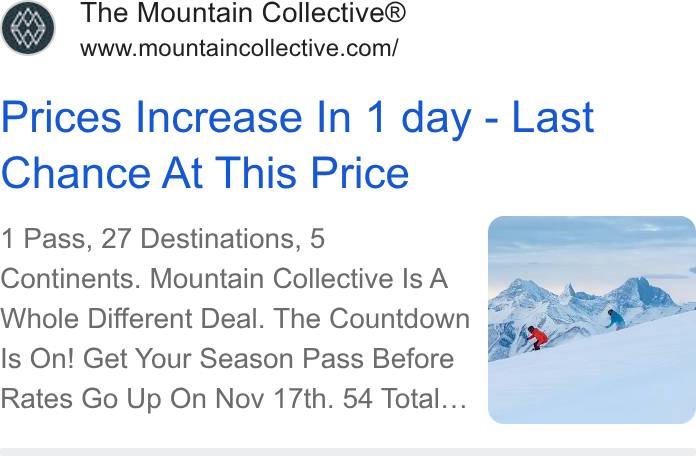 The Mountain Collective®
www.mountaincollective.com/
Prices Increase In 1 day - Last
Chance At This Price
1 Pass, 27 Destinations, 5
Continents. Mountain Collective Is A
Whole Different Deal. The Countdown
Is On! Get Your Season Pass Before
Rates Go Up On Nov 17th. 54 Total…